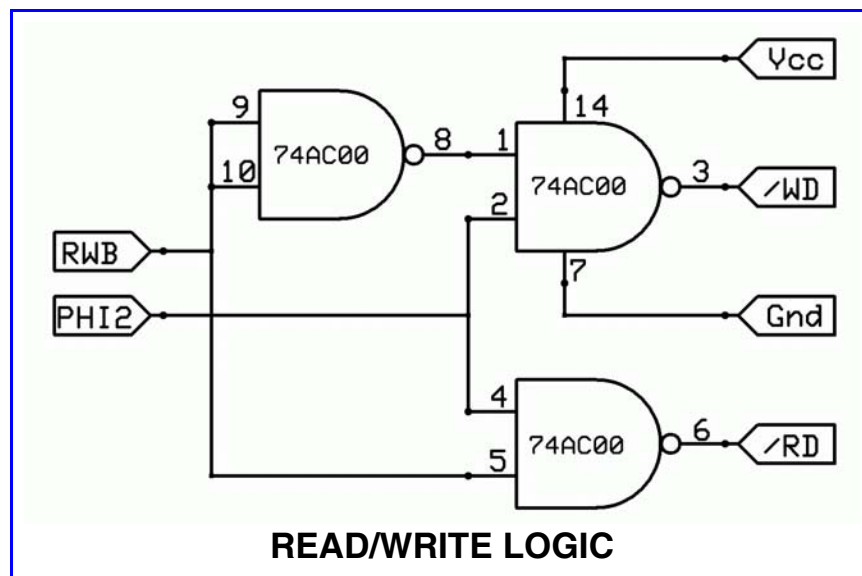 Vcc
14
9
8
1
74AC00
10
74AC00
3
/WD
2
RWB
7
PHI2
Gnd
4
74AC00
6
/RD
5
READ/WRITE LOGIC